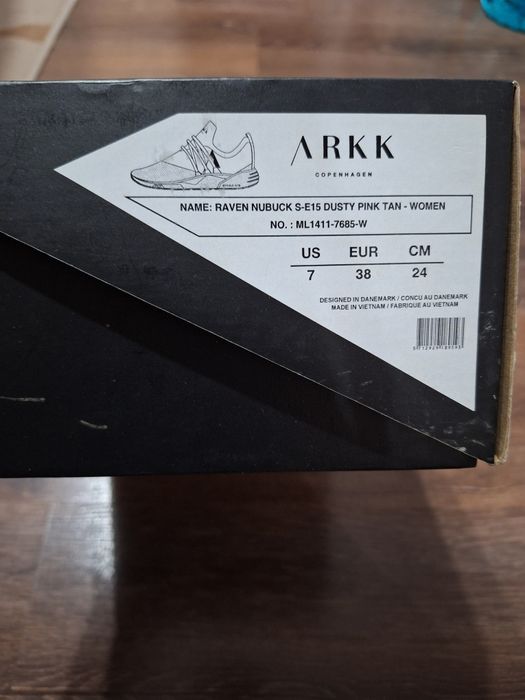 ARKK
COPENHAGEN
NAME: RAVEN NUBUCK S-E15 DUSTY PINK TAN - WOMEN
NO. : ML1411-7685-W
US EUR CM
7 38 24
DESIGNED IN DANEMARK / CONCU AU DANEMARK
MADE IN VIETNAM / FABRIQUE AU VIETNAM